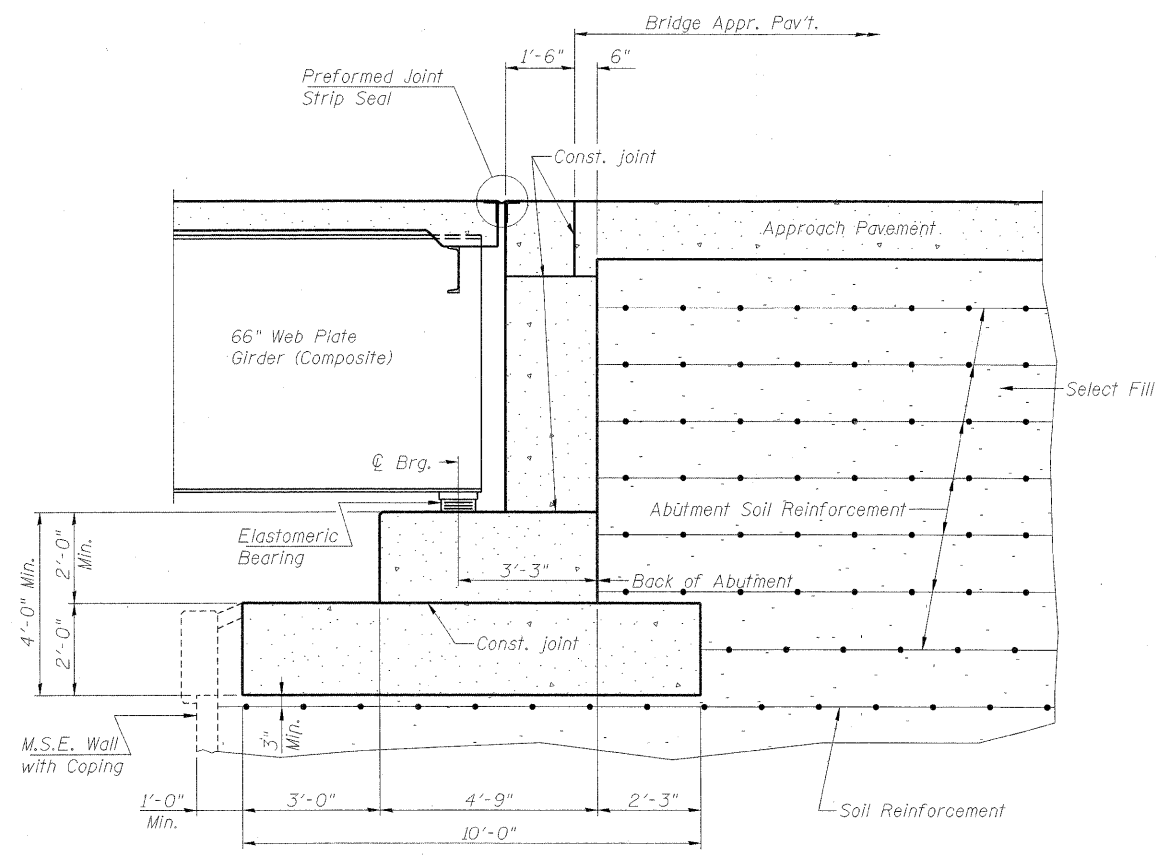 Bridge Appr. Pav't.
1'-6"
6"
Preformed Joint
Strip Seal
Const. joint
Approach Pavement
66" Web Plate
Girder (Composite)
Select Fill
℄ Brg.
Abutment Soil Reinforcement
Elastomeric
Bearing
4'-0" Min.
2'-0"
Min.
3'-3"
Back of Abutment
2'-0"
Const. joint
3"
Min.
M.S.E. Wall
with Coping
1'-0"
Min.
3'-0"
4'-9"
2'-3"
Soil Reinforcement
10'-0"